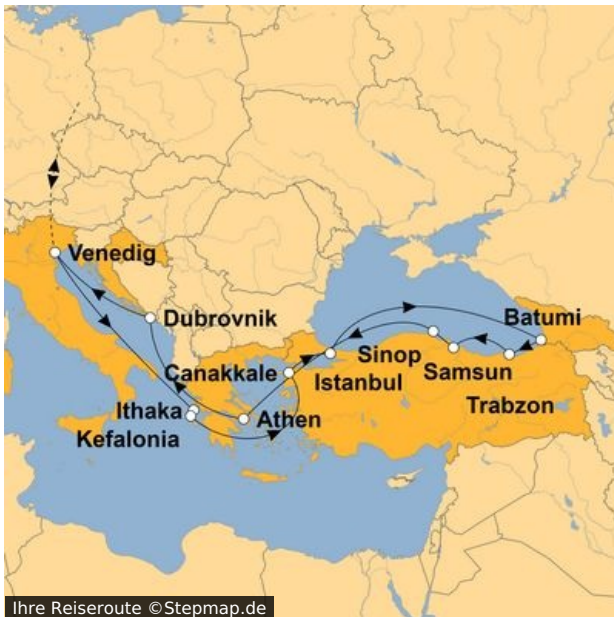 Venedig
Dubrovnik
Batumi
Sinop
Canakkale
Istanbul
Samsun
Ithaka
Athen
Trabzon
Kefalonia
Ihre Reiseroute ©Stepmap.de